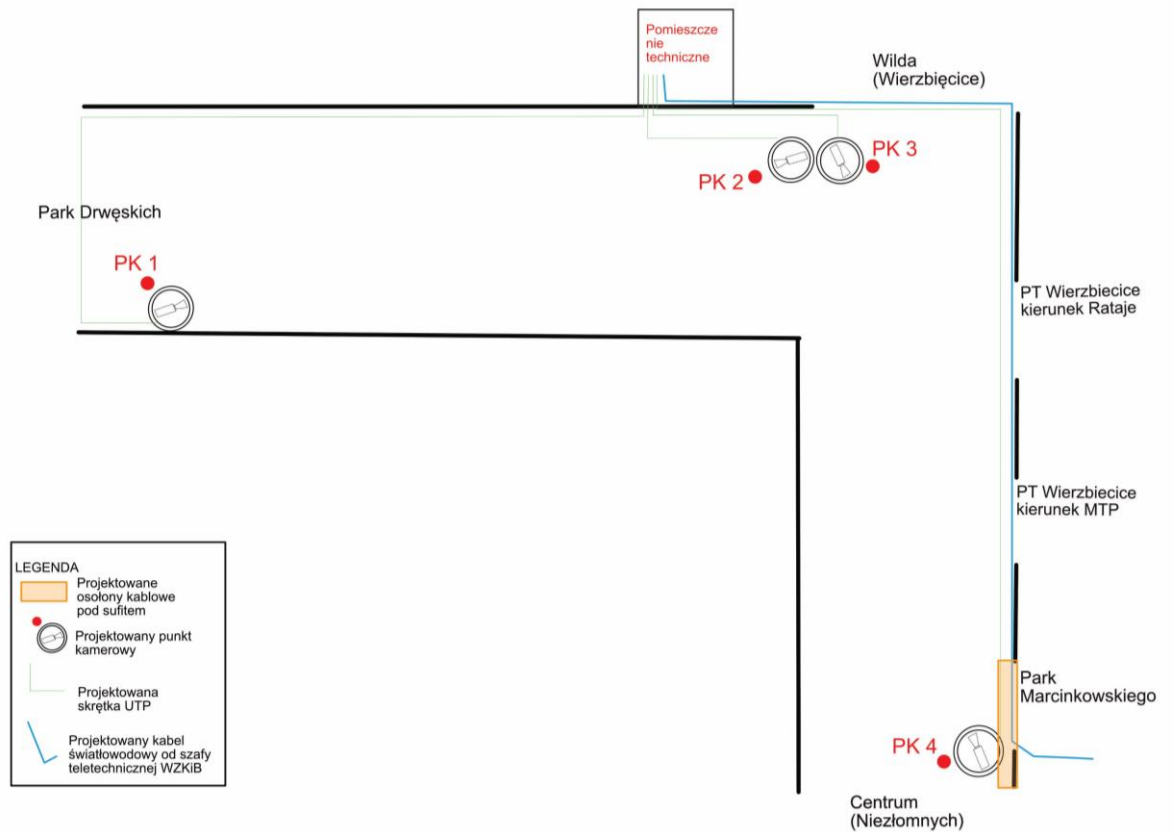 Pomieszcze
nie
techniczne
Wilda
(Wierzbięcice)
PK 2
PK 3
Park Drwęskich
PK 1
PT Wierzbiecice
kierunek Rataje
PT Wierzbiecice
kierunek MTP
LEGENDA
Projektowane
osołony kablowe
pod sufitem
Projektowany punkt
kamerowy
Projektowana
skrętka UTP
Projektowany kabel
światłowodowy od szafy
teletechnicznej WZKiB
Park
Marcinkowskiego
PK 4
Centrum
(Niezłomnych)